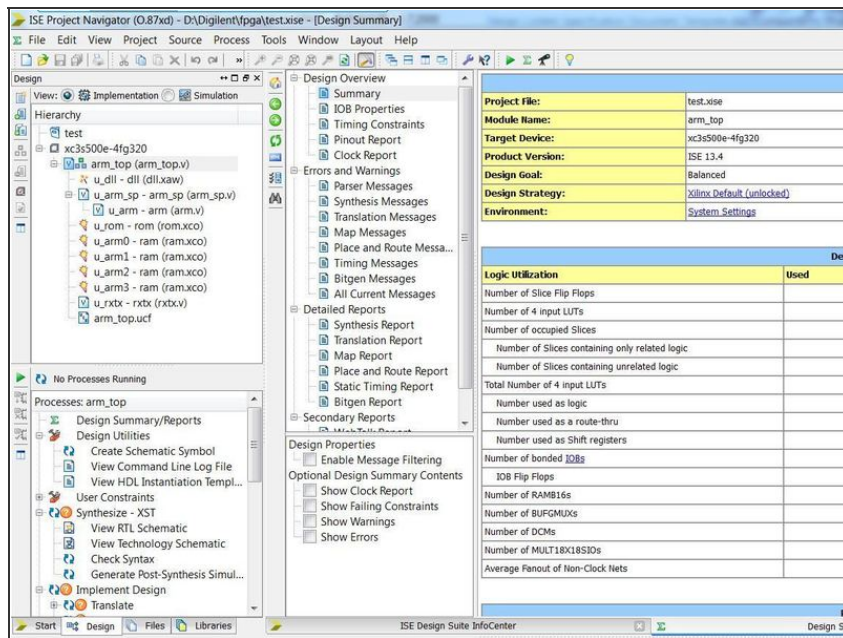 ISE Project Navigator (O.87xd) - D:\Digilent\fpga\test.xise - [Design Summary]
File Edit View Project Source Process Tools Window Layout Help
Design
View: Implementation Simulation
Hierarchy
test
xc3s500e-4fg320
arm_top (arm_top.v)
u_dll - dll (dll.xaw)
u_arm_sp - arm_sp (arm_sp.v)
u_arm - arm (arm.v)
u_rom - rom (rom.xco)
u_arm0 - ram (ram.xco)
u_arm1 - ram (ram.xco)
u_arm2 - ram (ram.xco)
u_arm3 - ram (ram.xco)
u_rxtx - rxtx (rxtx.v)
arm_top.ucf
No Processes Running
Processes: arm_top
Design Summary/Reports
Design Utilities
Create Schematic Symbol
View Command Line Log File
View HDL Instantiation Templ...
User Constraints
Synthesize - XST
View RTL Schematic
View Technology Schematic
Check Syntax
Generate Post-Synthesis Simul...
Implement Design
Translate
Start Design Files Libraries
Design Overview
Summary
IOB Properties
Timing Constraints
Pinout Report
Clock Report
Errors and Warnings
Parser Messages
Synthesis Messages
Translation Messages
Map Messages
Place and Route Messa...
Timing Messages
Bitgen Messages
All Current Messages
Detailed Reports
Synthesis Report
Translation Report
Map Report
Place and Route Report
Static Timing Report
Bitgen Report
Secondary Reports
Design Properties
Enable Message Filtering
Optional Design Summary Contents
Show Clock Report
Show Failing Constraints
Show Warnings
Show Errors
Project File: test.xise
Module Name: arm_top
Target Device: xc3s500e-4fg320
Product Version: ISE 13.4
Design Goal: Balanced
Design Strategy: Xilinx Default (unlocked)
Environment: System Settings
De
Logic Utilization Used
Number of Slice Flip Flops
Number of 4 input LUTs
Number of occupied Slices
Number of Slices containing only related logic
Number of Slices containing unrelated logic
Total Number of 4 input LUTs
Number used as logic
Number used as a route-thru
Number used as Shift registers
Number of bonded IOBs
IOB Flip Flops
Number of RAMB16s
Number of BUFGMUXs
Number of DCMs
Number of MULT18X18SIOs
Average Fanout of Non-Clock Nets
ISE Design Suite InfoCenter
Design S